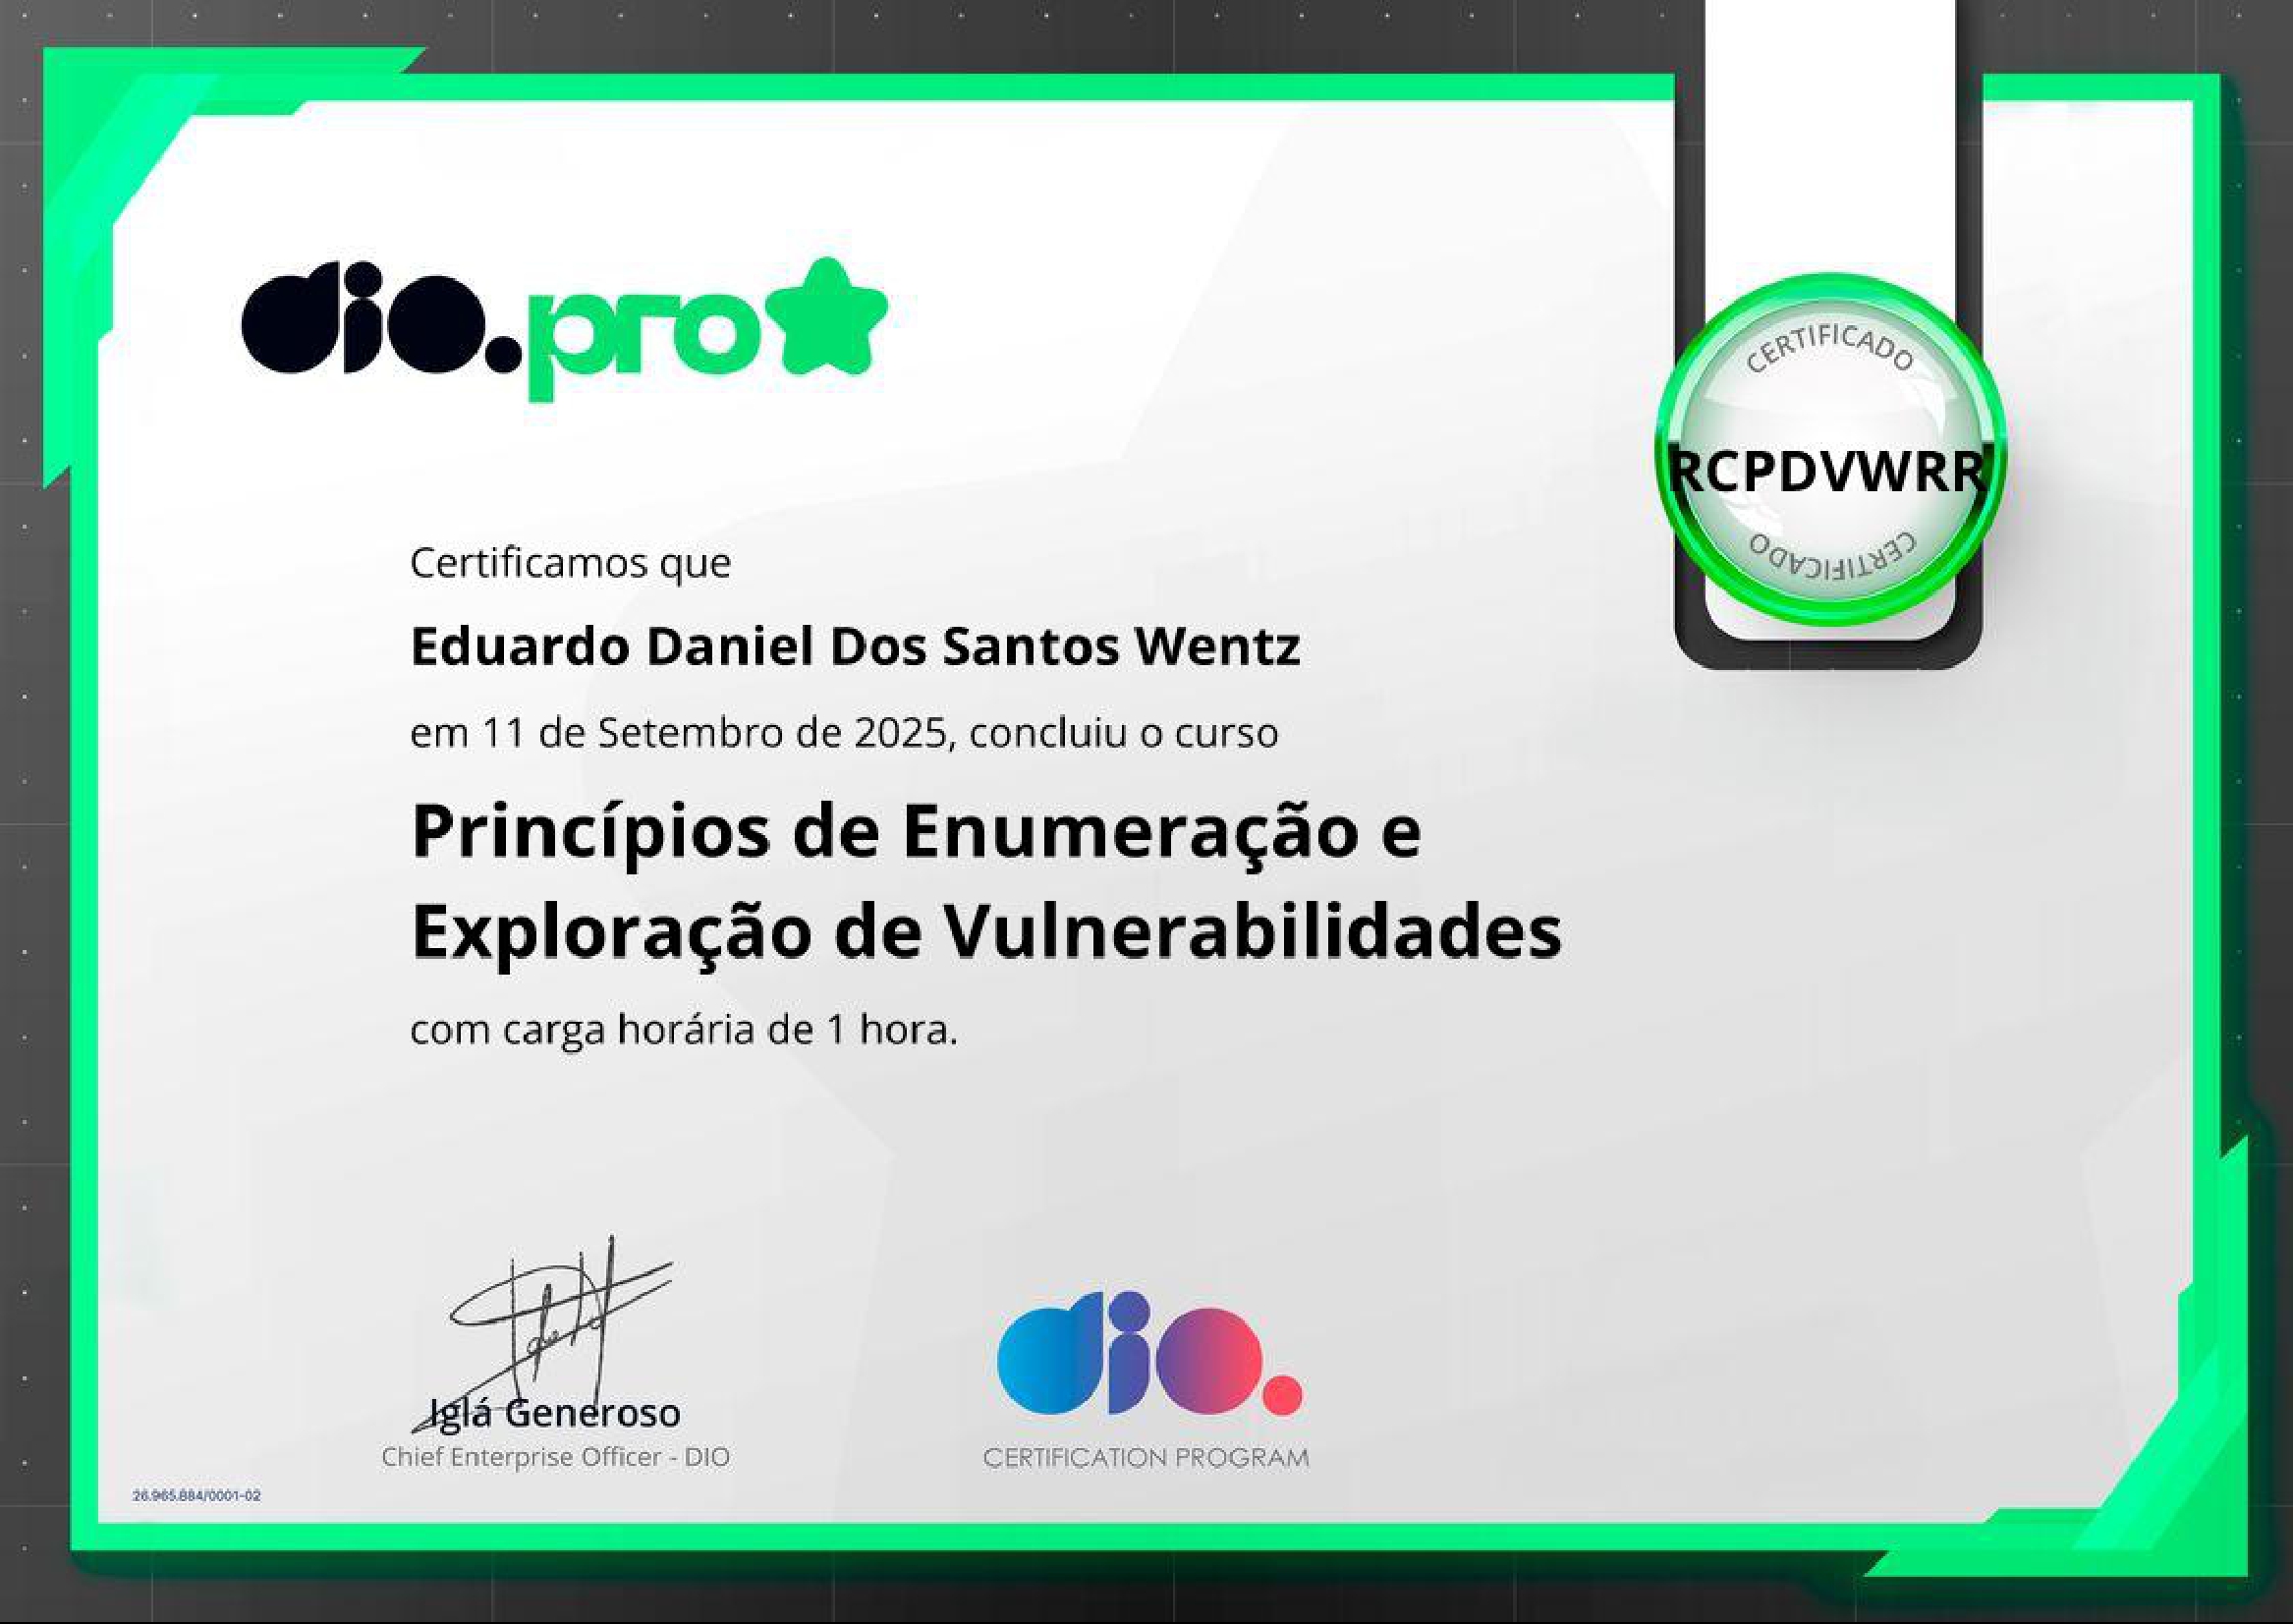 dio.pro
CERTIFICADO
RCPDVWRR
CERTIFICADO
Certificamos que
Eduardo Daniel Dos Santos Wentz
em 11 de Setembro de 2025, concluiu o curso
Princípios de Enumeração e
Exploração de Vulnerabilidades
com carga horária de 1 hora.
Iglá Generoso
Chief Enterprise Officer - DIO
dio.
CERTIFICATION PROGRAM
26.965.884/0001-02